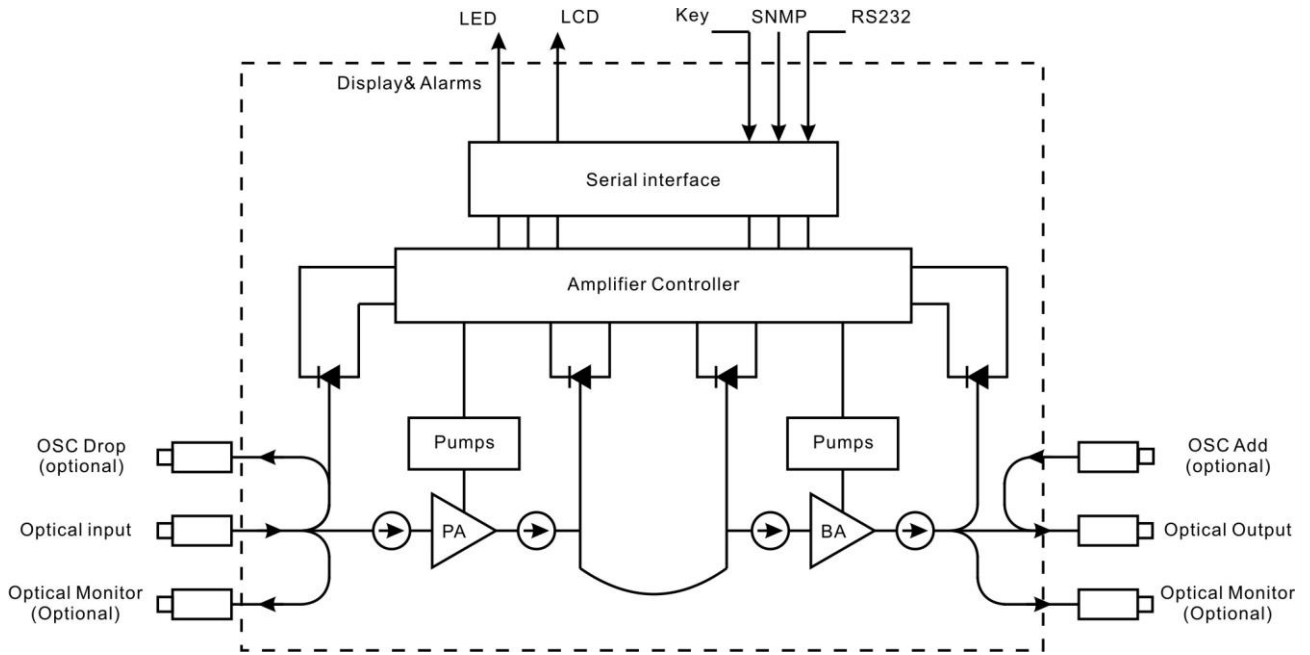 LED
LCD
Key
SNMP
RS232
Display& Alarms
Serial interface
Amplifier Controller
Pumps
Pumps
OSC Drop
(optional)
OSC Add
(optional)
Optical input
PA
BA
Optical Output
Optical Monitor
(Optional)
Optical Monitor
(Optional)